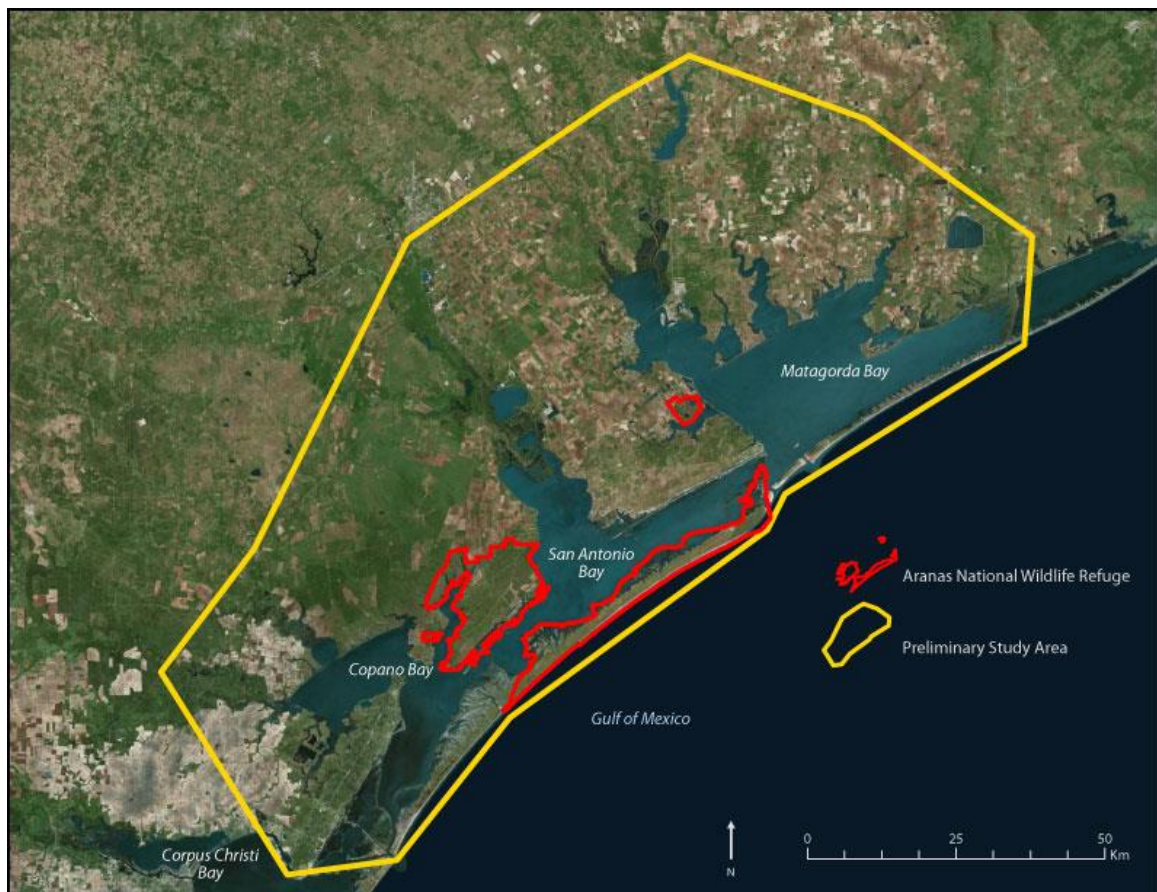 Matagorda Bay
San Antonio
Bay
Aranas National Wildlife Refuge
Preliminary Study Area
Copano Bay
Gulf of Mexico
Corpus Christi
Bay
N
0
25
50
Km